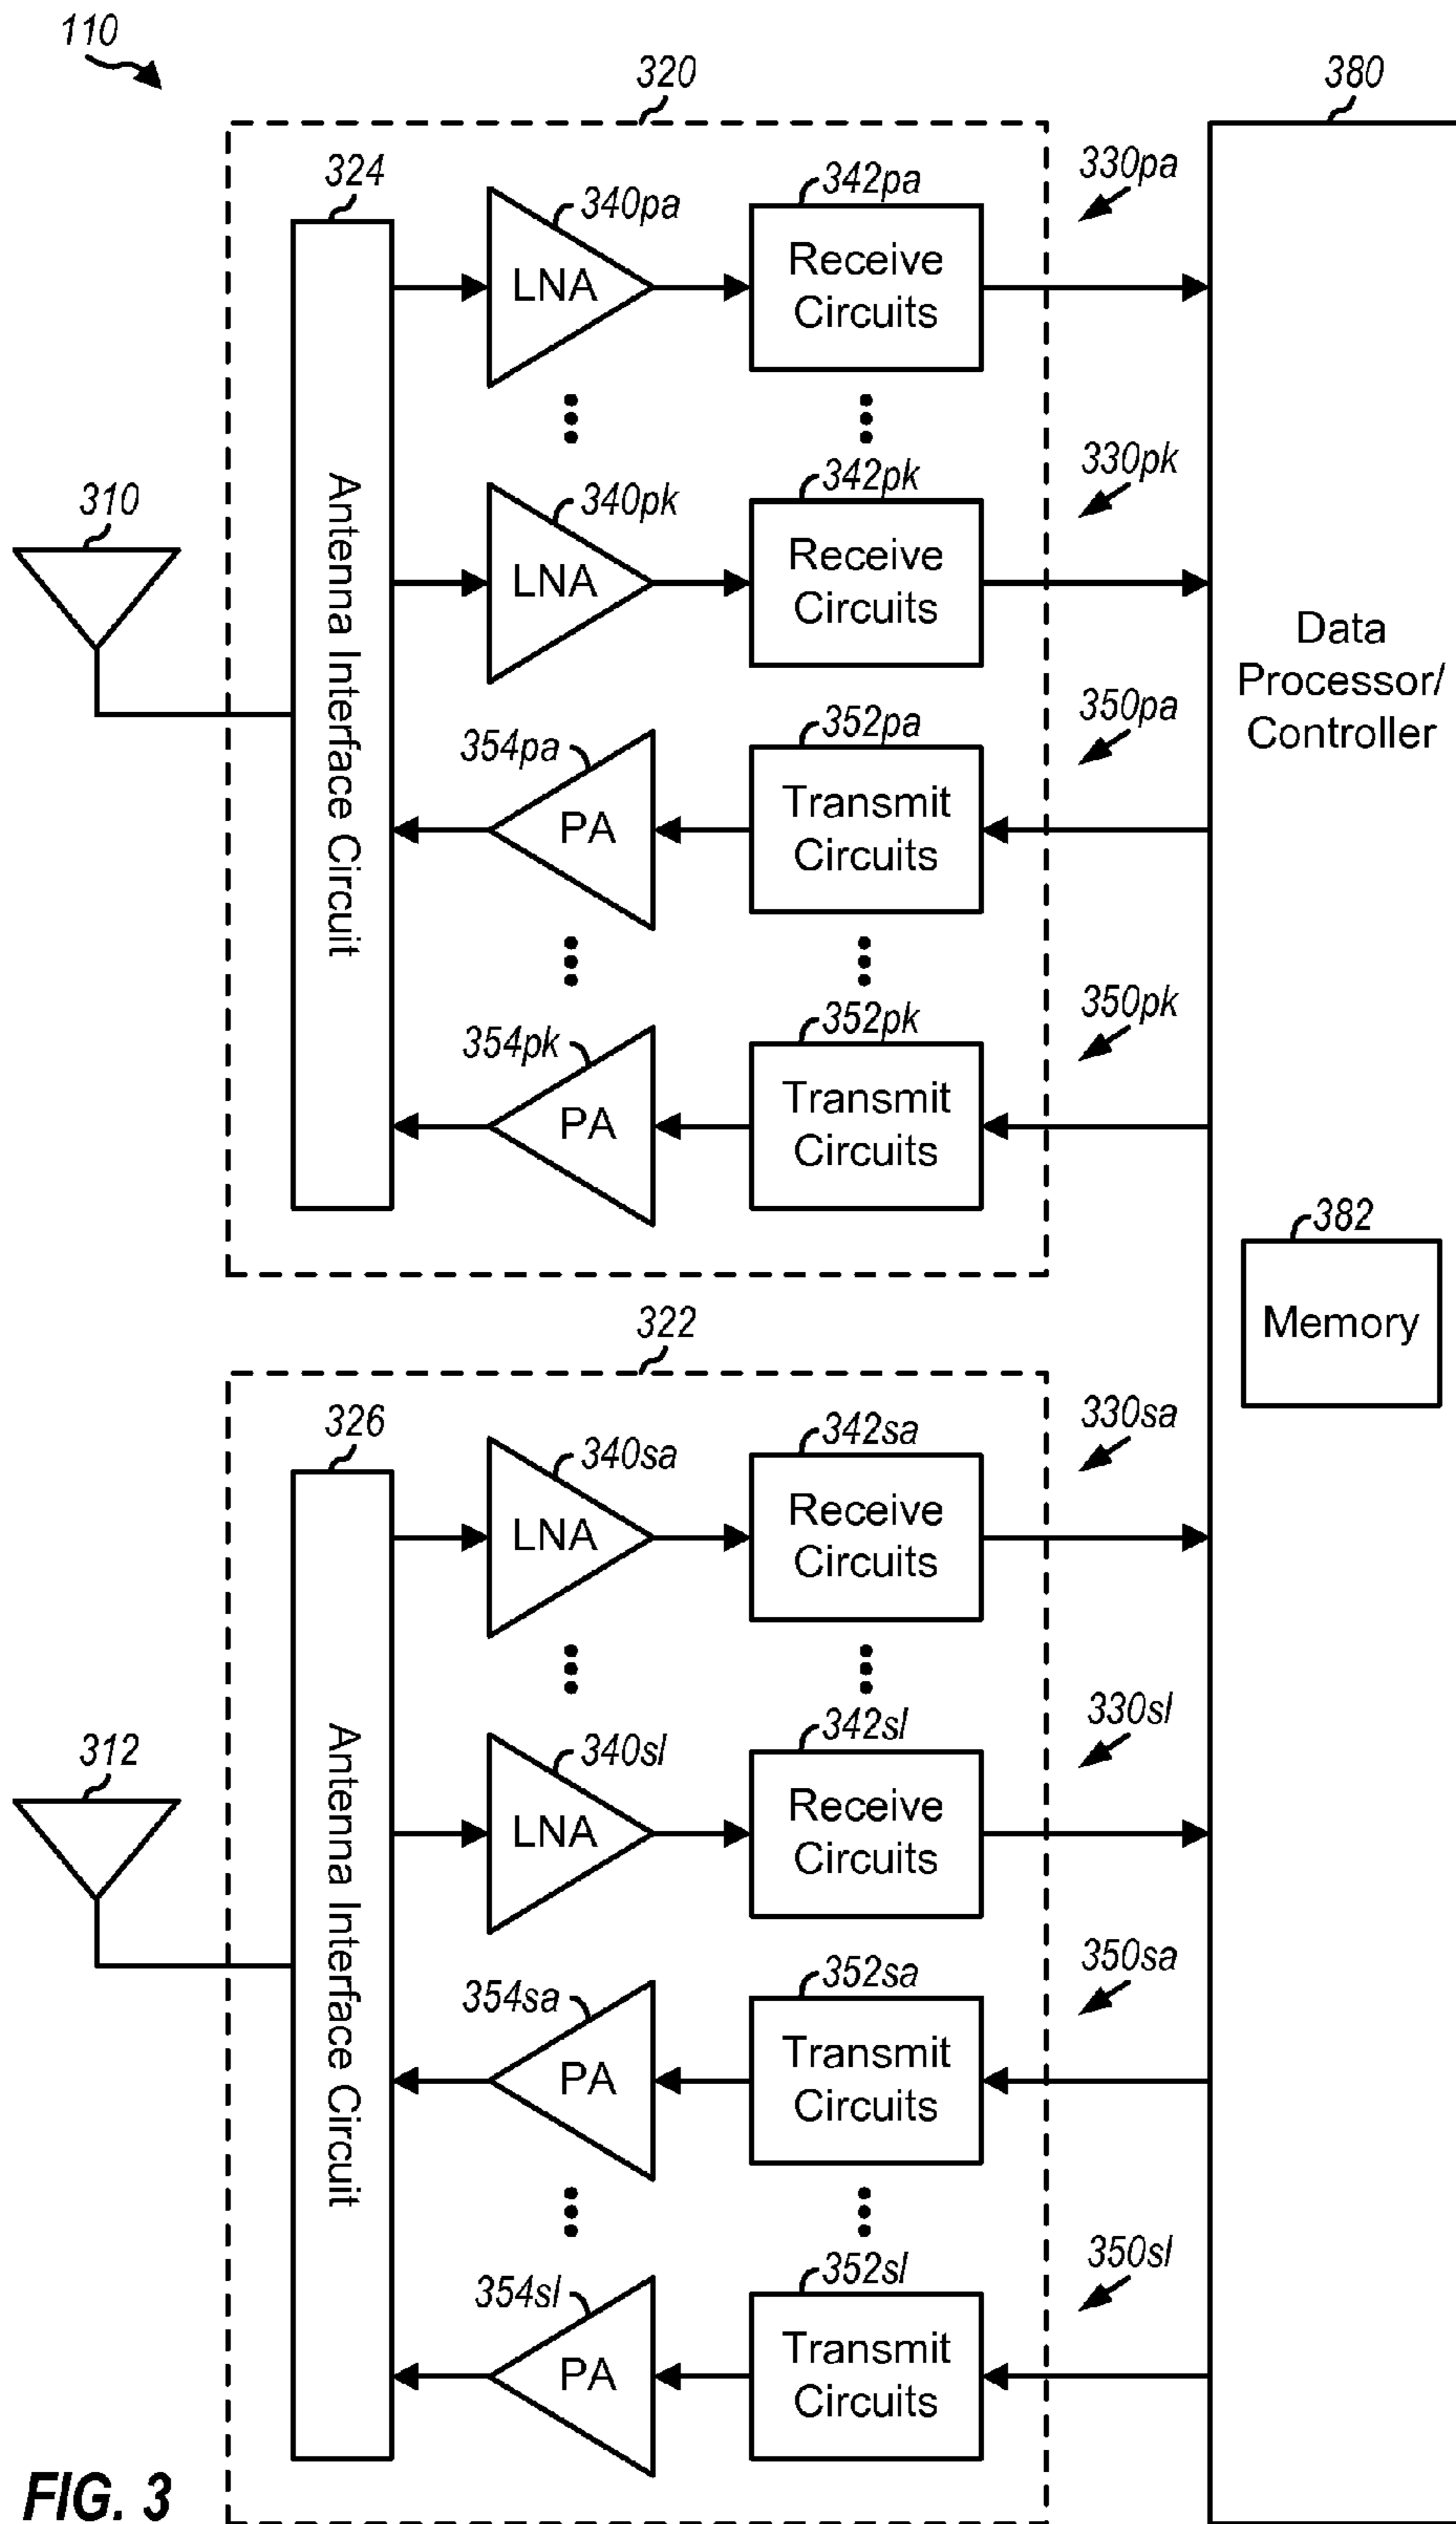 110
320
380
324
340pa
342pa
330pa
LNA
Receive
Circuits
340pk
342pk
330pk
310
LNA
Receive
Circuits
Antenna Interface Circuit
Data
Processor/
Controller
354pa
352pa
350pa
PA
Transmit
Circuits
354pk
352pk
350pk
PA
Transmit
Circuits
382
Memory
322
326
340sa
342sa
330sa
LNA
Receive
Circuits
312
340sl
342sl
330sl
LNA
Receive
Circuits
Antenna Interface Circuit
354sa
352sa
350sa
PA
Transmit
Circuits
354sl
352sl
350sl
PA
Transmit
Circuits
FIG. 3